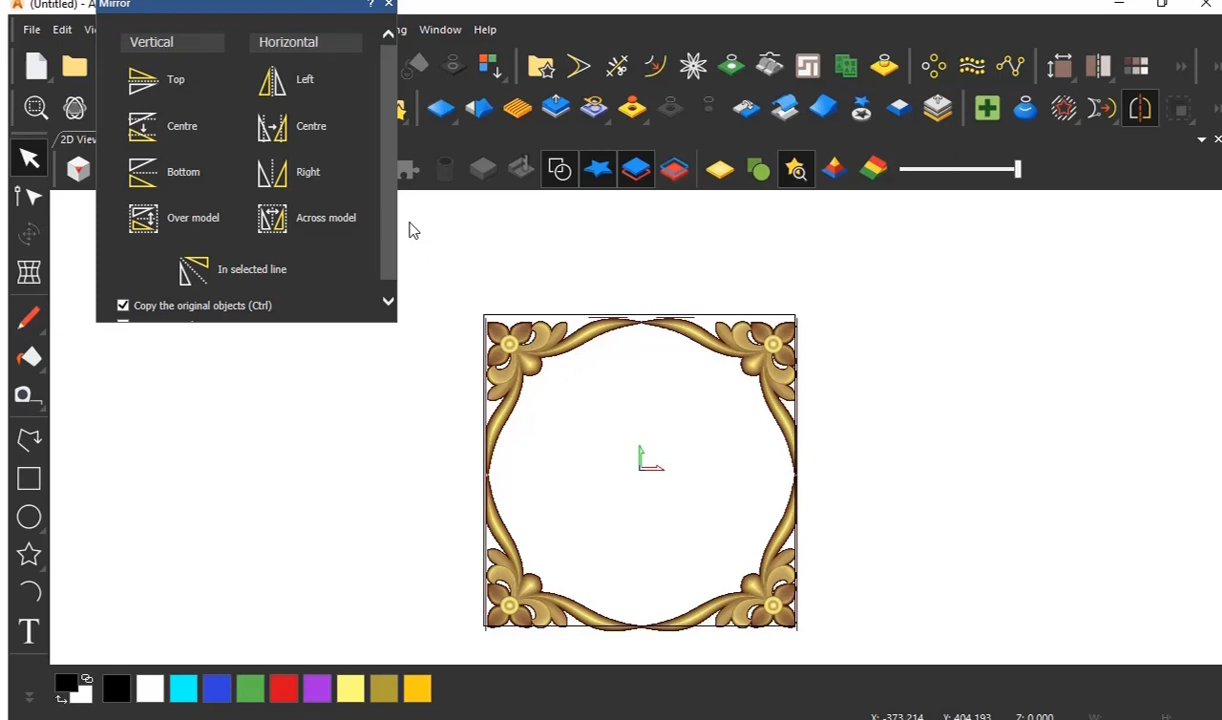 (Untitled) - A
Mirror
? ×
File Edit Vi
ng Window Help
Vertical Horizontal
Top Left
Centre Centre
Bottom Right
Over model Across model
In selected line
Copy the original objects (Ctrl)
2D View
T
X: -373.214 Y: 404.193 Z: 0.000 W: H: